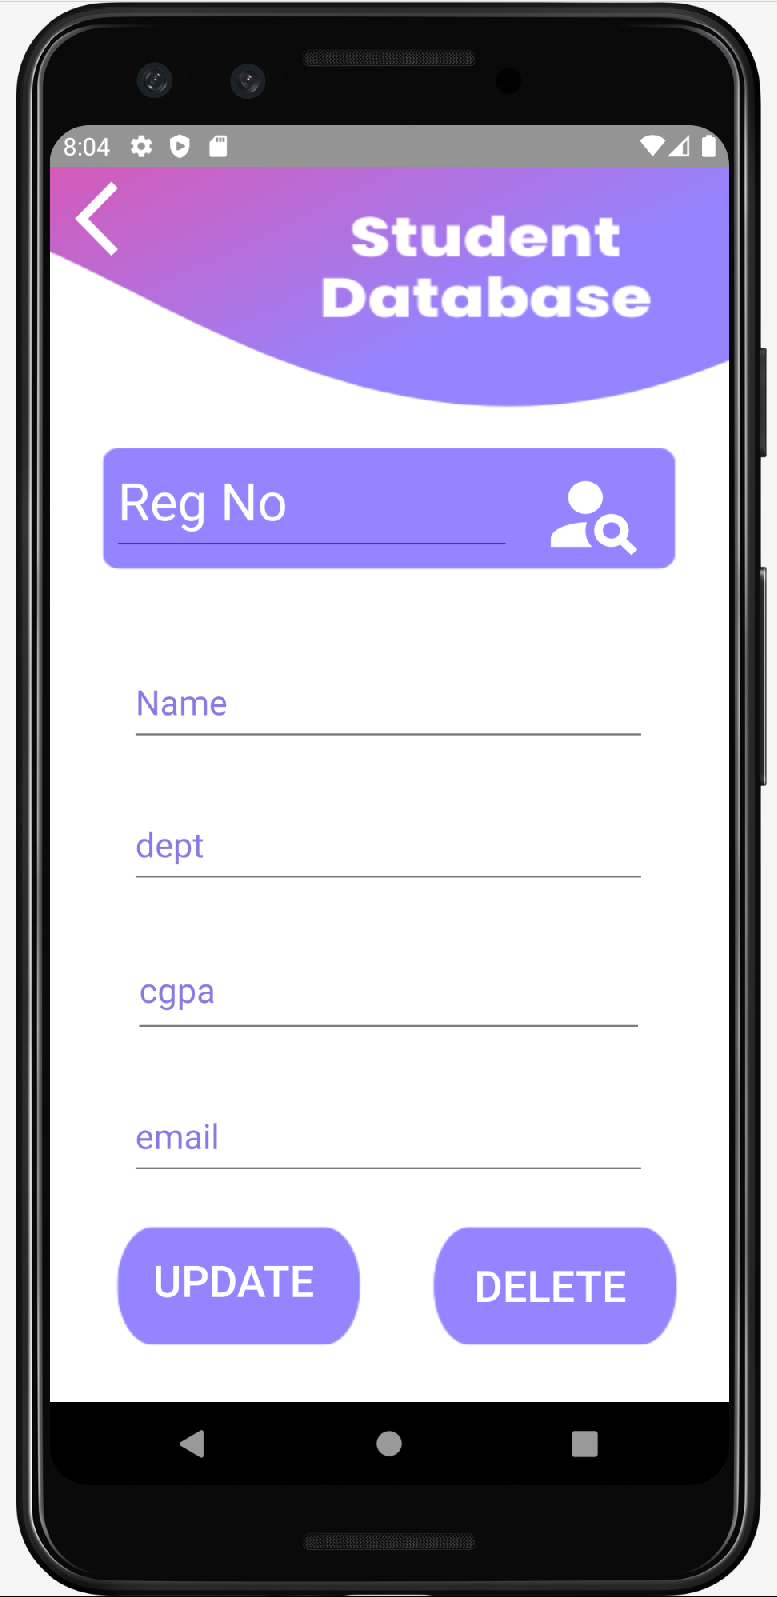 8:04
Student
Database
Reg No
Name
dept
cgpa
email
UPDATE
DELETE